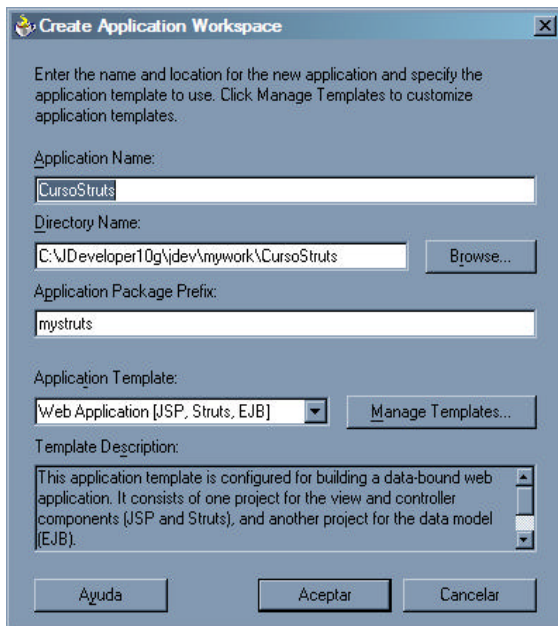 Create Application Workspace
Enter the name and location for the new application and specify the
application template to use. Click Manage Templates to customize
application templates.
Application Name:
CursoStruts
Directory Name:
C:\JDeveloper10g\jdev\mywork\CursoStruts
Browse...
Application Package Prefix:
mystruts
Application Template:
Web Application [JSP, Struts, EJB]
Manage Templates...
Template Description:
This application template is configured for building a data-bound web
application. It consists of one project for the view and controller
components (JSP and Struts), and another project for the data model
(EJB).
Ayuda
Aceptar
Cancelar